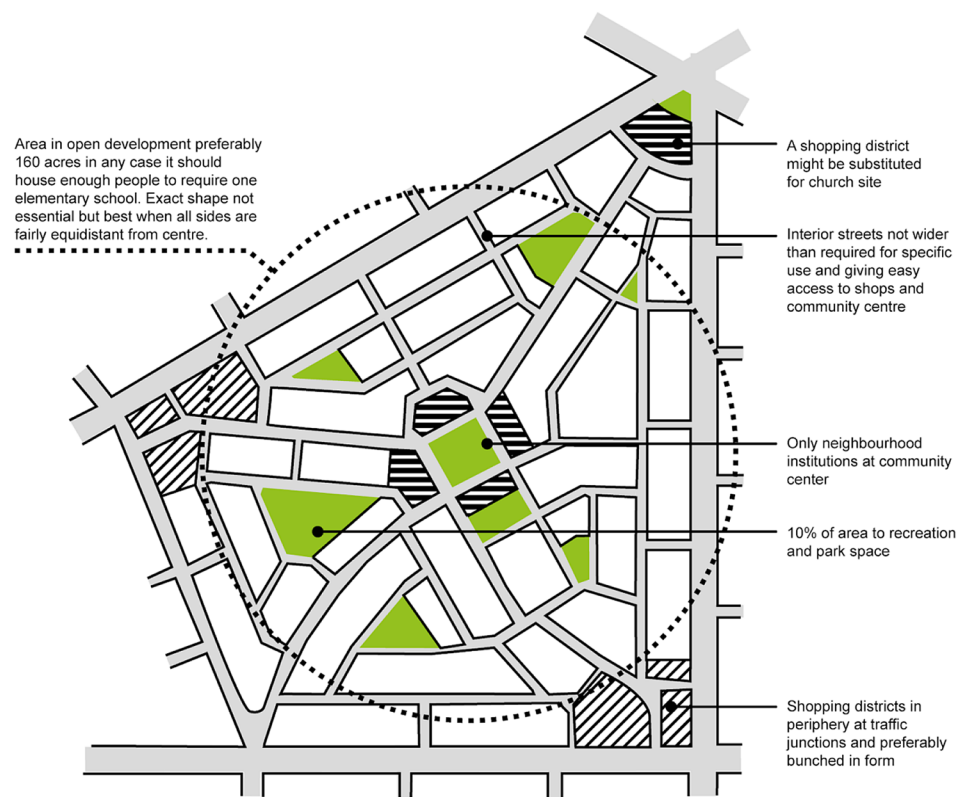 Area in open development preferably
160 acres in any case it should
house enough people to require one
elementary school. Exact shape not
essential but best when all sides are
fairly equidistant from centre.
A shopping district
might be substituted
for church site
Interior streets not wider
than required for specific
use and giving easy
access to shops and
community centre
Only neighbourhood
institutions at community
center
10% of area to recreation
and park space
Shopping districts in
periphery at traffic
junctions and preferably
bunched in form